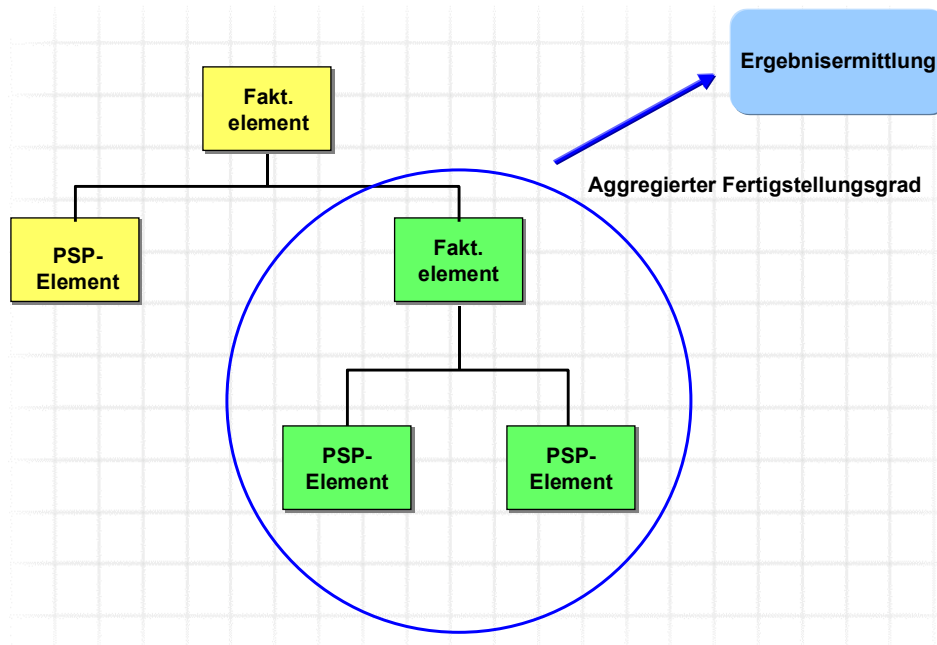 Ergebnisermittlung
Fakt.
element
Aggregierter Fertigstellungsgrad
PSP-
Element
Fakt.
element
PSP-
Element
PSP-
Element